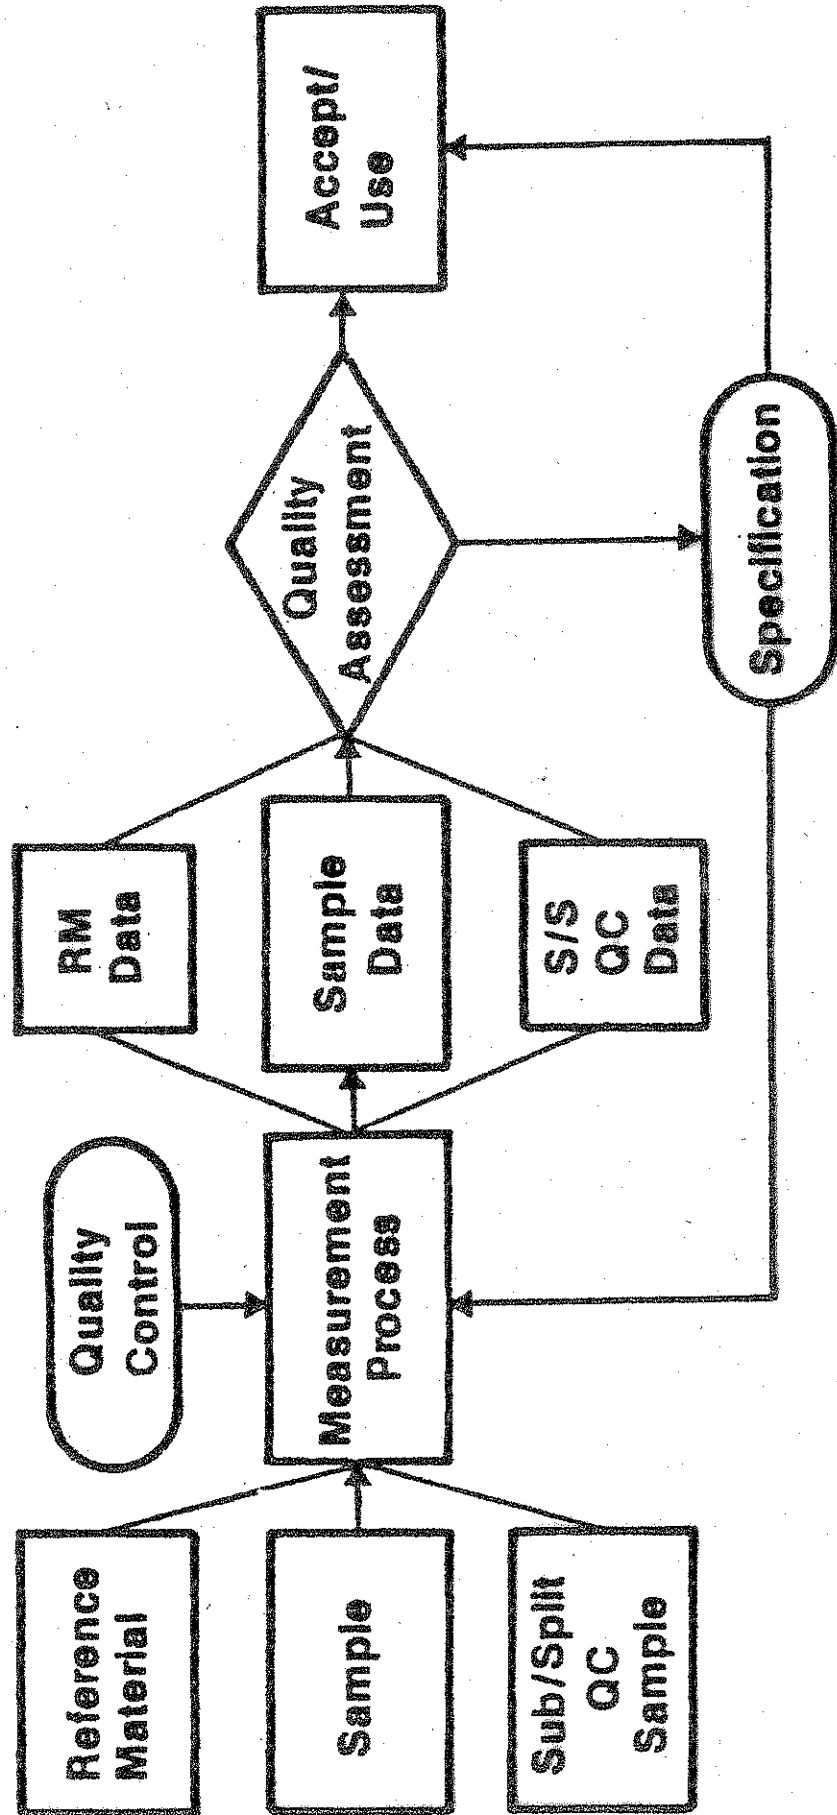 Reference
Material
Sample
Sub/Split
QC
Sample
Quality
Control
Measurement
Process
RM
Data
Sample
Data
S/S
QC
Data
Quality
Assessment
Specification
Accept/
Use